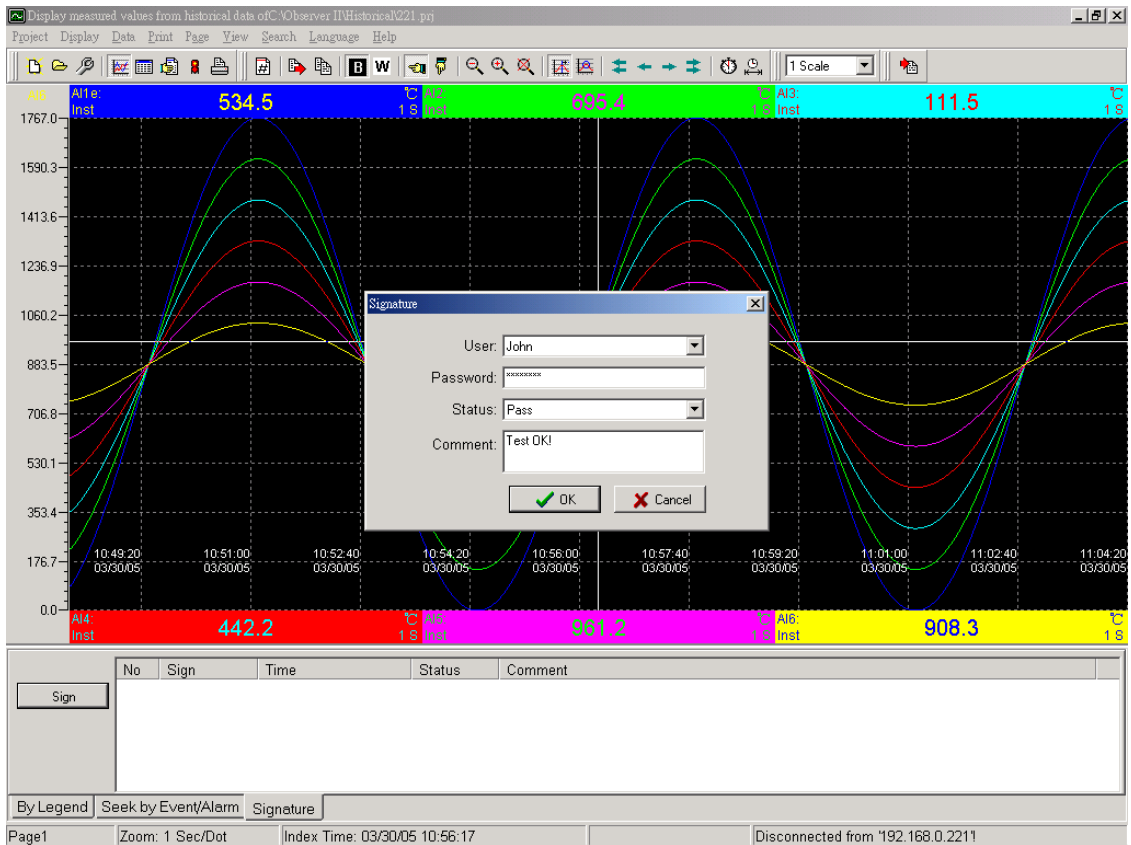 Display measured values from historical data ofC:\Observer II\Historical\221.prj
Project Display Data Print Page View Search Language Help
B W 1 Scale
AI6
AI1e: °C AI2: °C AI3: °C
534.5 695.4 111.5
Inst 1 S Inst 1 S Inst 1 S
1767.0
1590.3
1413.6
1236.9
1060.2
883.5
706.8
530.1
353.4
176.7
0.0
Signature
User: John
Password: xxxxxxxx
Status: Pass
Comment: Test OK!
OK Cancel
10:49:20 10:51:00 10:52:40 10:54:20 10:56:00 10:57:40 10:59:20 11:01:00 11:02:40 11:04:20
03/30/05 03/30/05 03/30/05 03/30/05 03/30/05 03/30/05 03/30/05 03/30/05 03/30/05 03/30/05
AI4: °C AI5: °C AI6: °C
442.2 961.2 908.3
Inst 1 S Inst 1 S Inst 1 S
No Sign Time Status Comment
Sign
By Legend Seek by Event/Alarm Signature
Page1 Zoom: 1 Sec/Dot Index Time: 03/30/05 10:56:17 Disconnected from '192.168.0.221'!